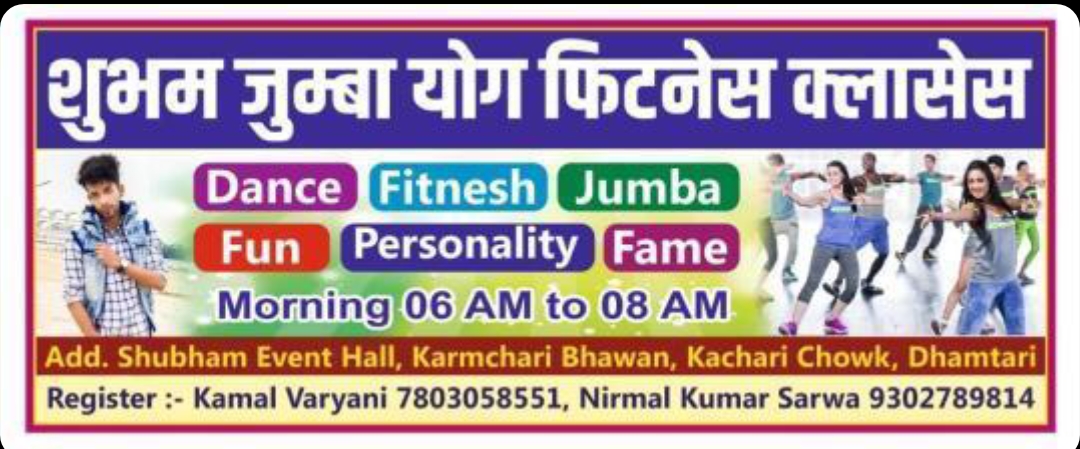 शुभम जुम्बा योग फिटनेस क्लासेस
Dance Fitnesh Jumba
Fun Personality Fame
Morning 06 AM to 08 AM
Add. Shubham Event Hall, Karmchari Bhawan, Kachari Chowk, Dhamtari
Register :- Kamal Varyani 7803058551, Nirmal Kumar Sarwa 9302789814